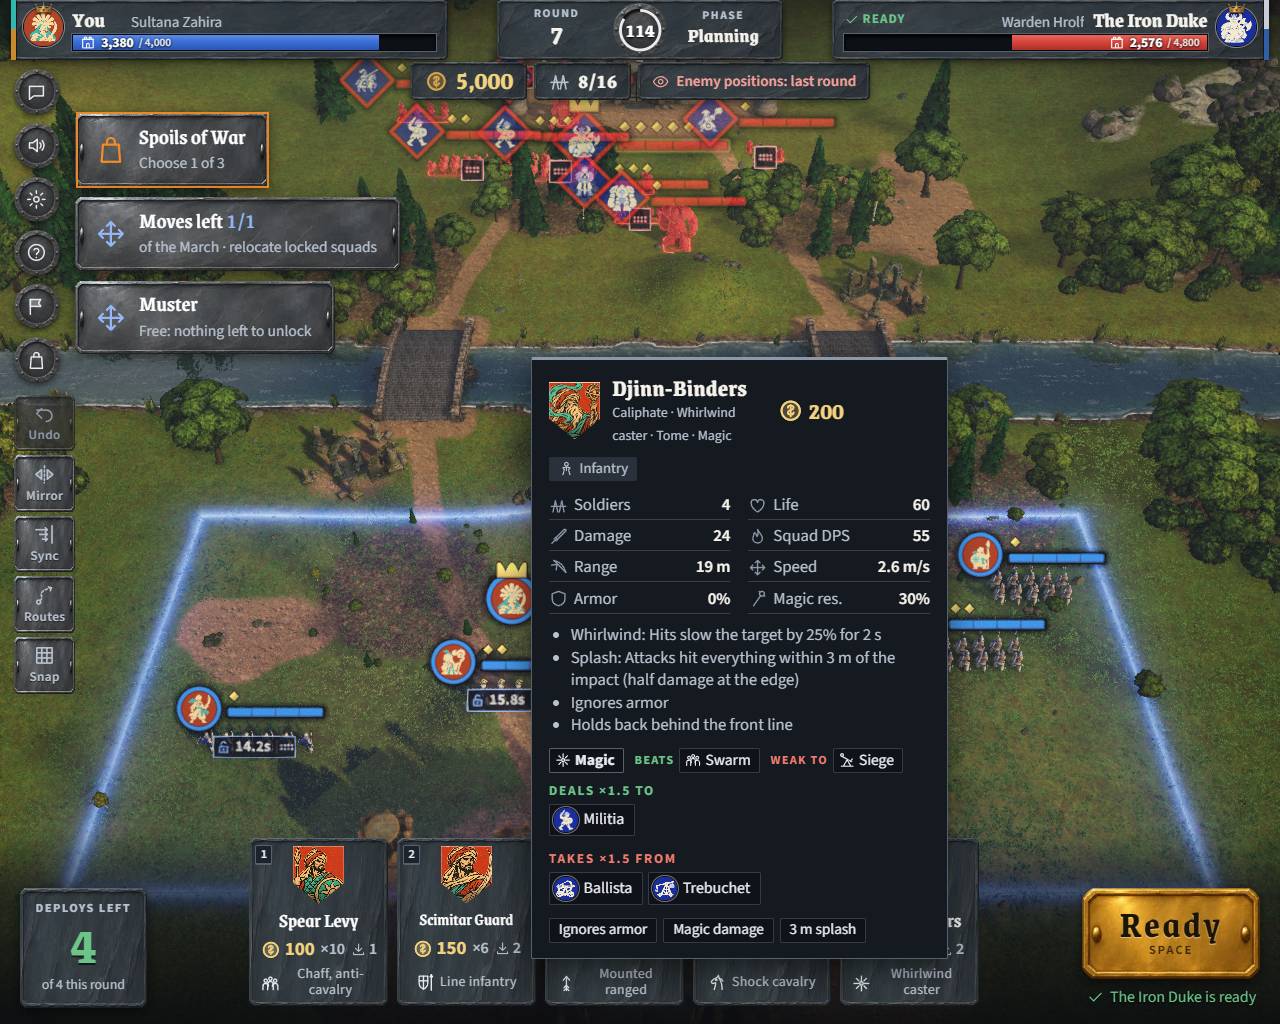 You Sultana Zahira
3,380 / 4,000
ROUND
7
114
PHASE
Planning
READY
Warden Hrolf The Iron Duke
2,576 / 4,800
5,000
8/16
Enemy positions: last round
Spoils of War
Choose 1 of 3
Moves left 1/1
of the March · relocate locked squads
Muster
Free: nothing left to unlock
Undo
Mirror
Sync
Routes
Snap
15.8s
14.2s
Djinn-Binders
Caliphate · Whirlwind
caster · Tome · Magic
200
Infantry
Soldiers 4
Life 60
Damage 24
Squad DPS 55
Range 19 m
Speed 2.6 m/s
Armor 0%
Magic res. 30%
• Whirlwind: Hits slow the target by 25% for 2 s
• Splash: Attacks hit everything within 3 m of the
impact (half damage at the edge)
• Ignores armor
• Holds back behind the front line
Magic BEATS Swarm WEAK TO Siege
DEALS ×1.5 TO
Militia
TAKES ×1.5 FROM
Ballista Trebuchet
Ignores armor Magic damage 3 m splash
DEPLOYS LEFT
4
of 4 this round
1
Spear Levy
100 ×10 1
Chaff, anti-
cavalry
2
Scimitar Guard
150 ×6 2
Line infantry
Mounted
ranged
Shock cavalry
rs
2
Whirlwind
caster
Ready
SPACE
The Iron Duke is ready